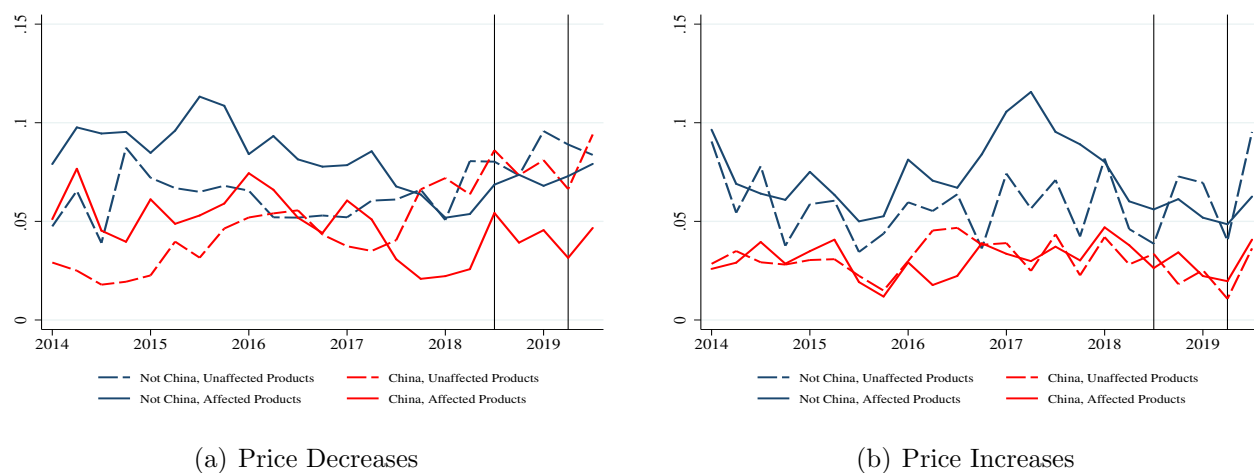 .15
.1
.05
0
2014 2015 2016 2017 2018 2019
Not China, Unaffected Products China, Unaffected Products
Not China, Affected Products China, Affected Products
(a) Price Decreases
.15
.1
.05
0
2014 2015 2016 2017 2018 2019
Not China, Unaffected Products China, Unaffected Products
Not China, Affected Products China, Affected Products
(b) Price Increases